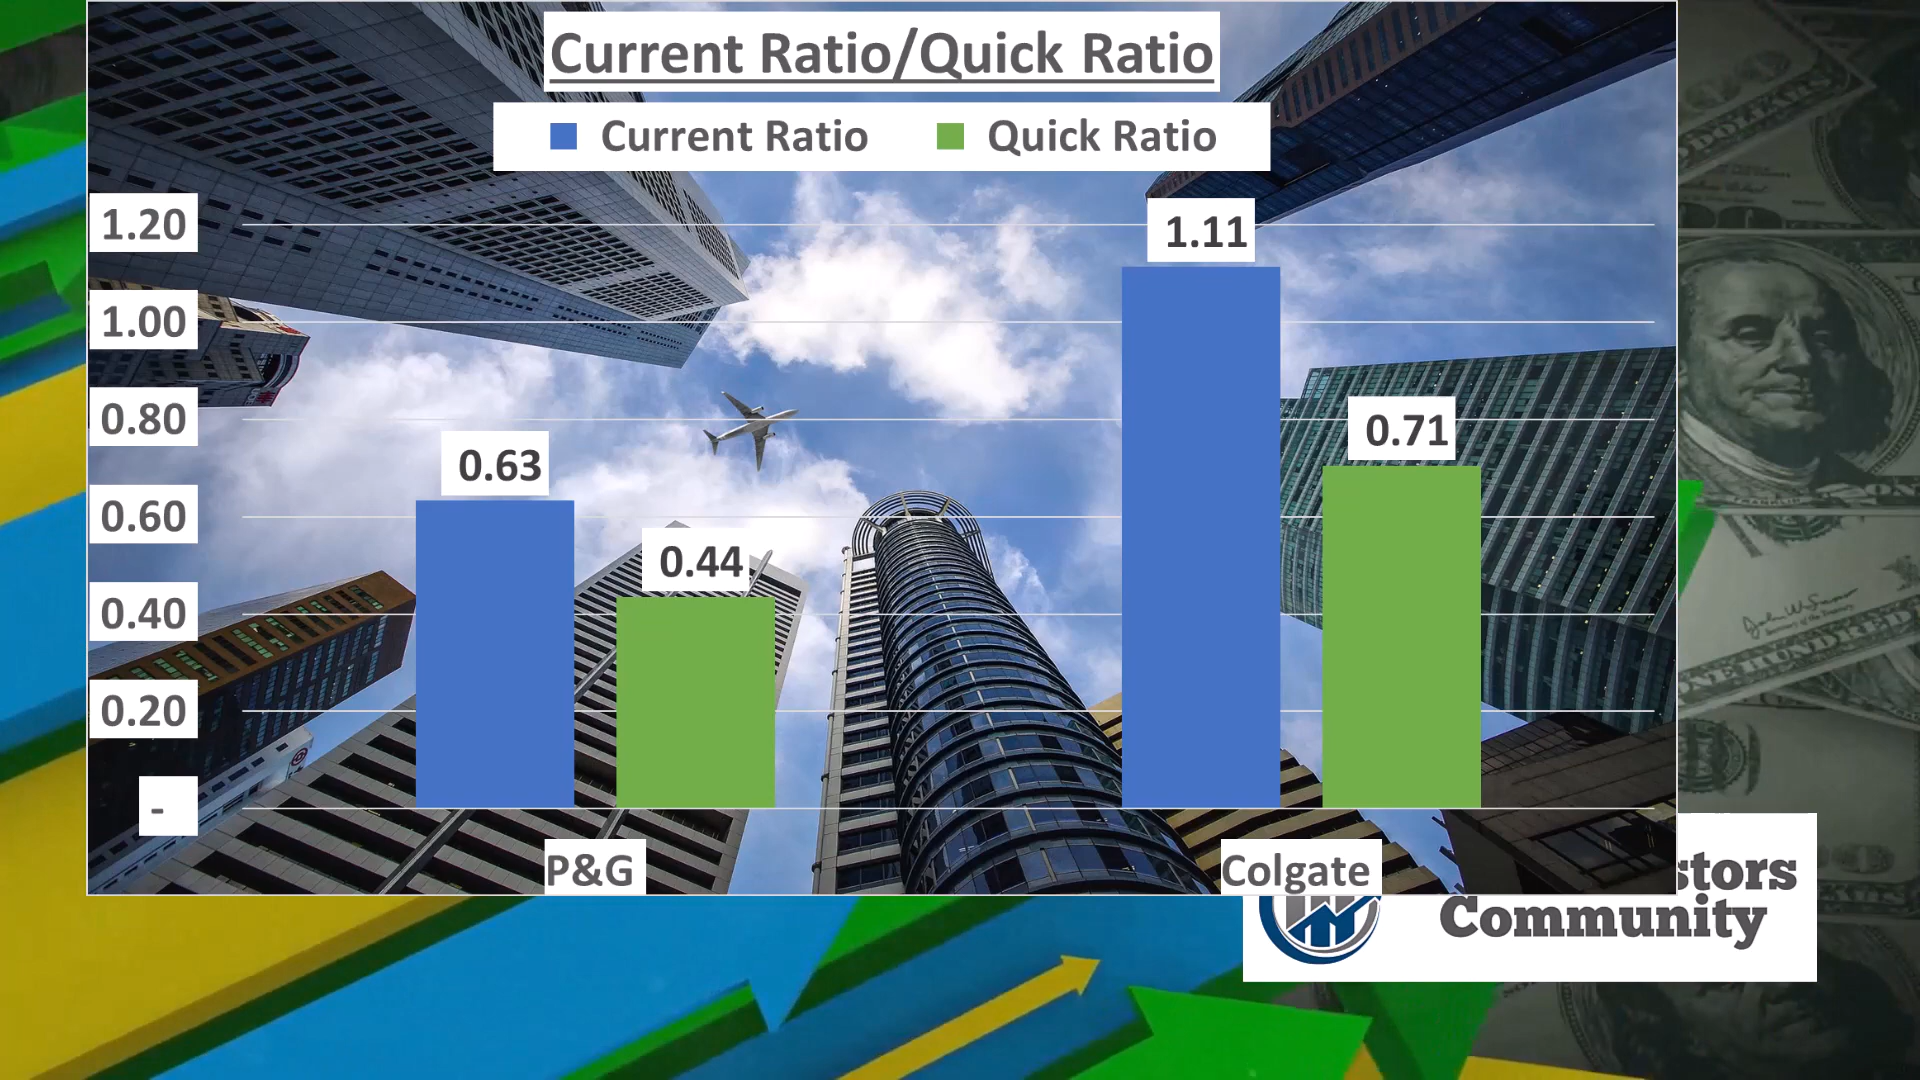 Current Ratio/Quick Ratio
Current Ratio Quick Ratio
1.20
1.00
0.80
0.60
0.40
0.20
-
1.11
0.71
0.63
0.44
P&G Colgate
stors
Community